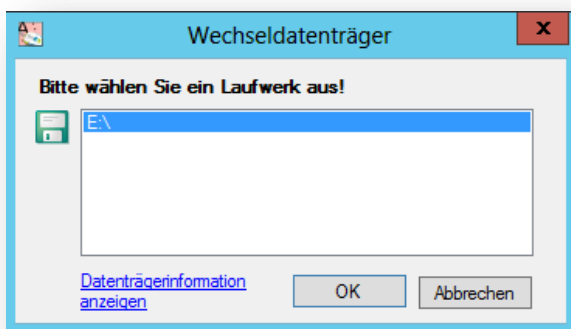 Wechseldatenträger
Bitte wählen Sie ein Laufwerk aus!
E:\
Datenträgerinformation
anzeigen
OK
Abbrechen